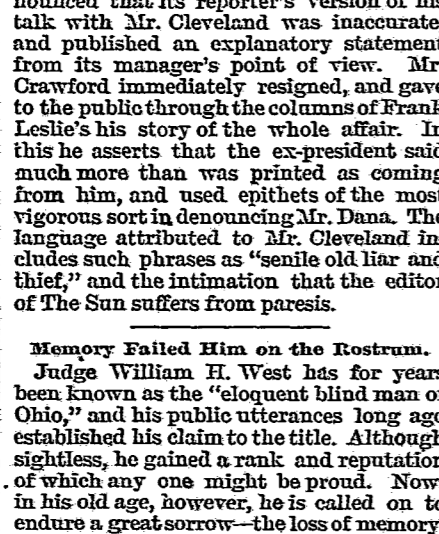 nounced that its reporter's version of his
talk with Mr. Cleveland was inaccurate
and published an explanatory statement
from its manager's point of view. Mr
Crawford immediately resigned, and gave
to the public through the columns of Frank
Leslie's his story of the whole affair. In
this he asserts that the ex-president said
much more than was printed as coming
from him, and used epithets of the most
vigorous sort in denouncing Mr. Dana. The
language attributed to Mr. Cleveland in-
cludes such phrases as "senile old liar and
thief," and the intimation that the editor
of The Sun suffers from paresis.
Memory Failed Him on the Rostrum.
Judge William H. West has for years
been known as the "eloquent blind man of
Ohio," and his public utterances long ago
established his claim to the title. Although
sightless, he gained a rank and reputation
of which any one might be proud. Now
in his old age, however, he is called on to
endure a great sorrow—the loss of memory